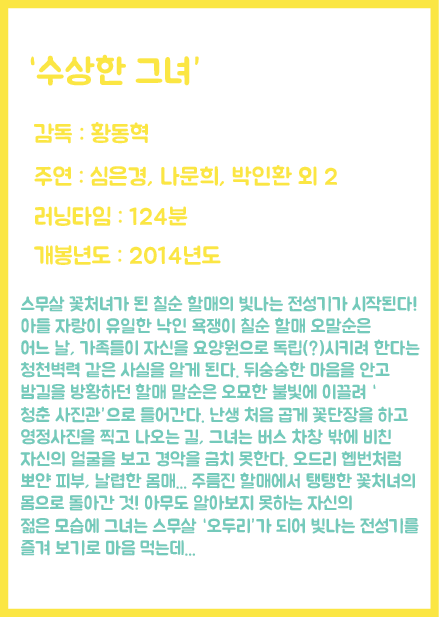 ‘수상한 그녀’
감독 : 황동혁
주연 : 심은경, 나문희, 박인환 외 2
러닝타임 : 124분
개봉년도 : 2014년도
스무살 꽃처녀가 된 칠순 할매의 빛나는 전성기가 시작된다!
아들 자랑이 유일한 낙인 욕쟁이 칠순 할매 오말순은
어느 날, 가족들이 자신을 요양원으로 독립(?)시키려 한다는
청천벽력 같은 사실을 알게 된다. 뒤숭숭한 마음을 안고
밤길을 방황하던 할매 말순은 오묘한 불빛에 이끌려 ‘
청춘 사진관’으로 들어간다. 난생 처음 곱게 꽃단장을 하고
영정사진을 찍고 나오는 길, 그녀는 버스 차창 밖에 비친
자신의 얼굴을 보고 경악을 금치 못한다. 오드리 헵번처럼
뽀얀 피부, 날렵한 몸매... 주름진 할매에서 탱탱한 꽃처녀의
몸으로 돌아간 것! 아무도 알아보지 못하는 자신의
젊은 모습에 그녀는 스무살 ‘오두리’가 되어 빛나는 전성기를
즐겨 보기로 마음 먹는데...